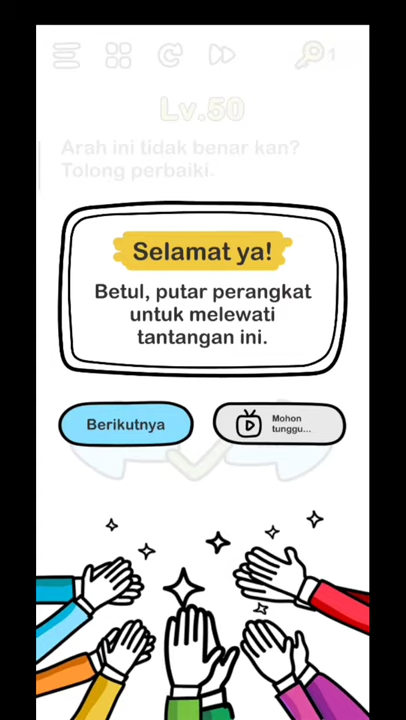 1
Lv.50
Arah ini tidak benar kan?
Tolong perbaiki.
Selamat ya!
Betul, putar perangkat
untuk melewati
tantangan ini.
Berikutnya
Mohon
tunggu...